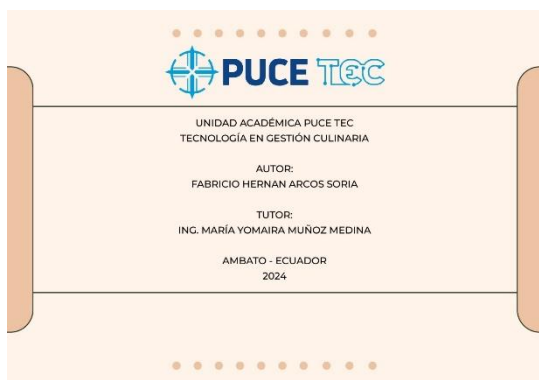 PUCE TEC
UNIDAD ACADÉMICA PUCE TEC
TECNOLOGÍA EN GESTIÓN CULINARIA
AUTOR:
FABRICIO HERNAN ARCOS SORIA
TUTOR:
ING. MARÍA YOMAIRA MUÑOZ MEDINA
AMBATO - ECUADOR
2024